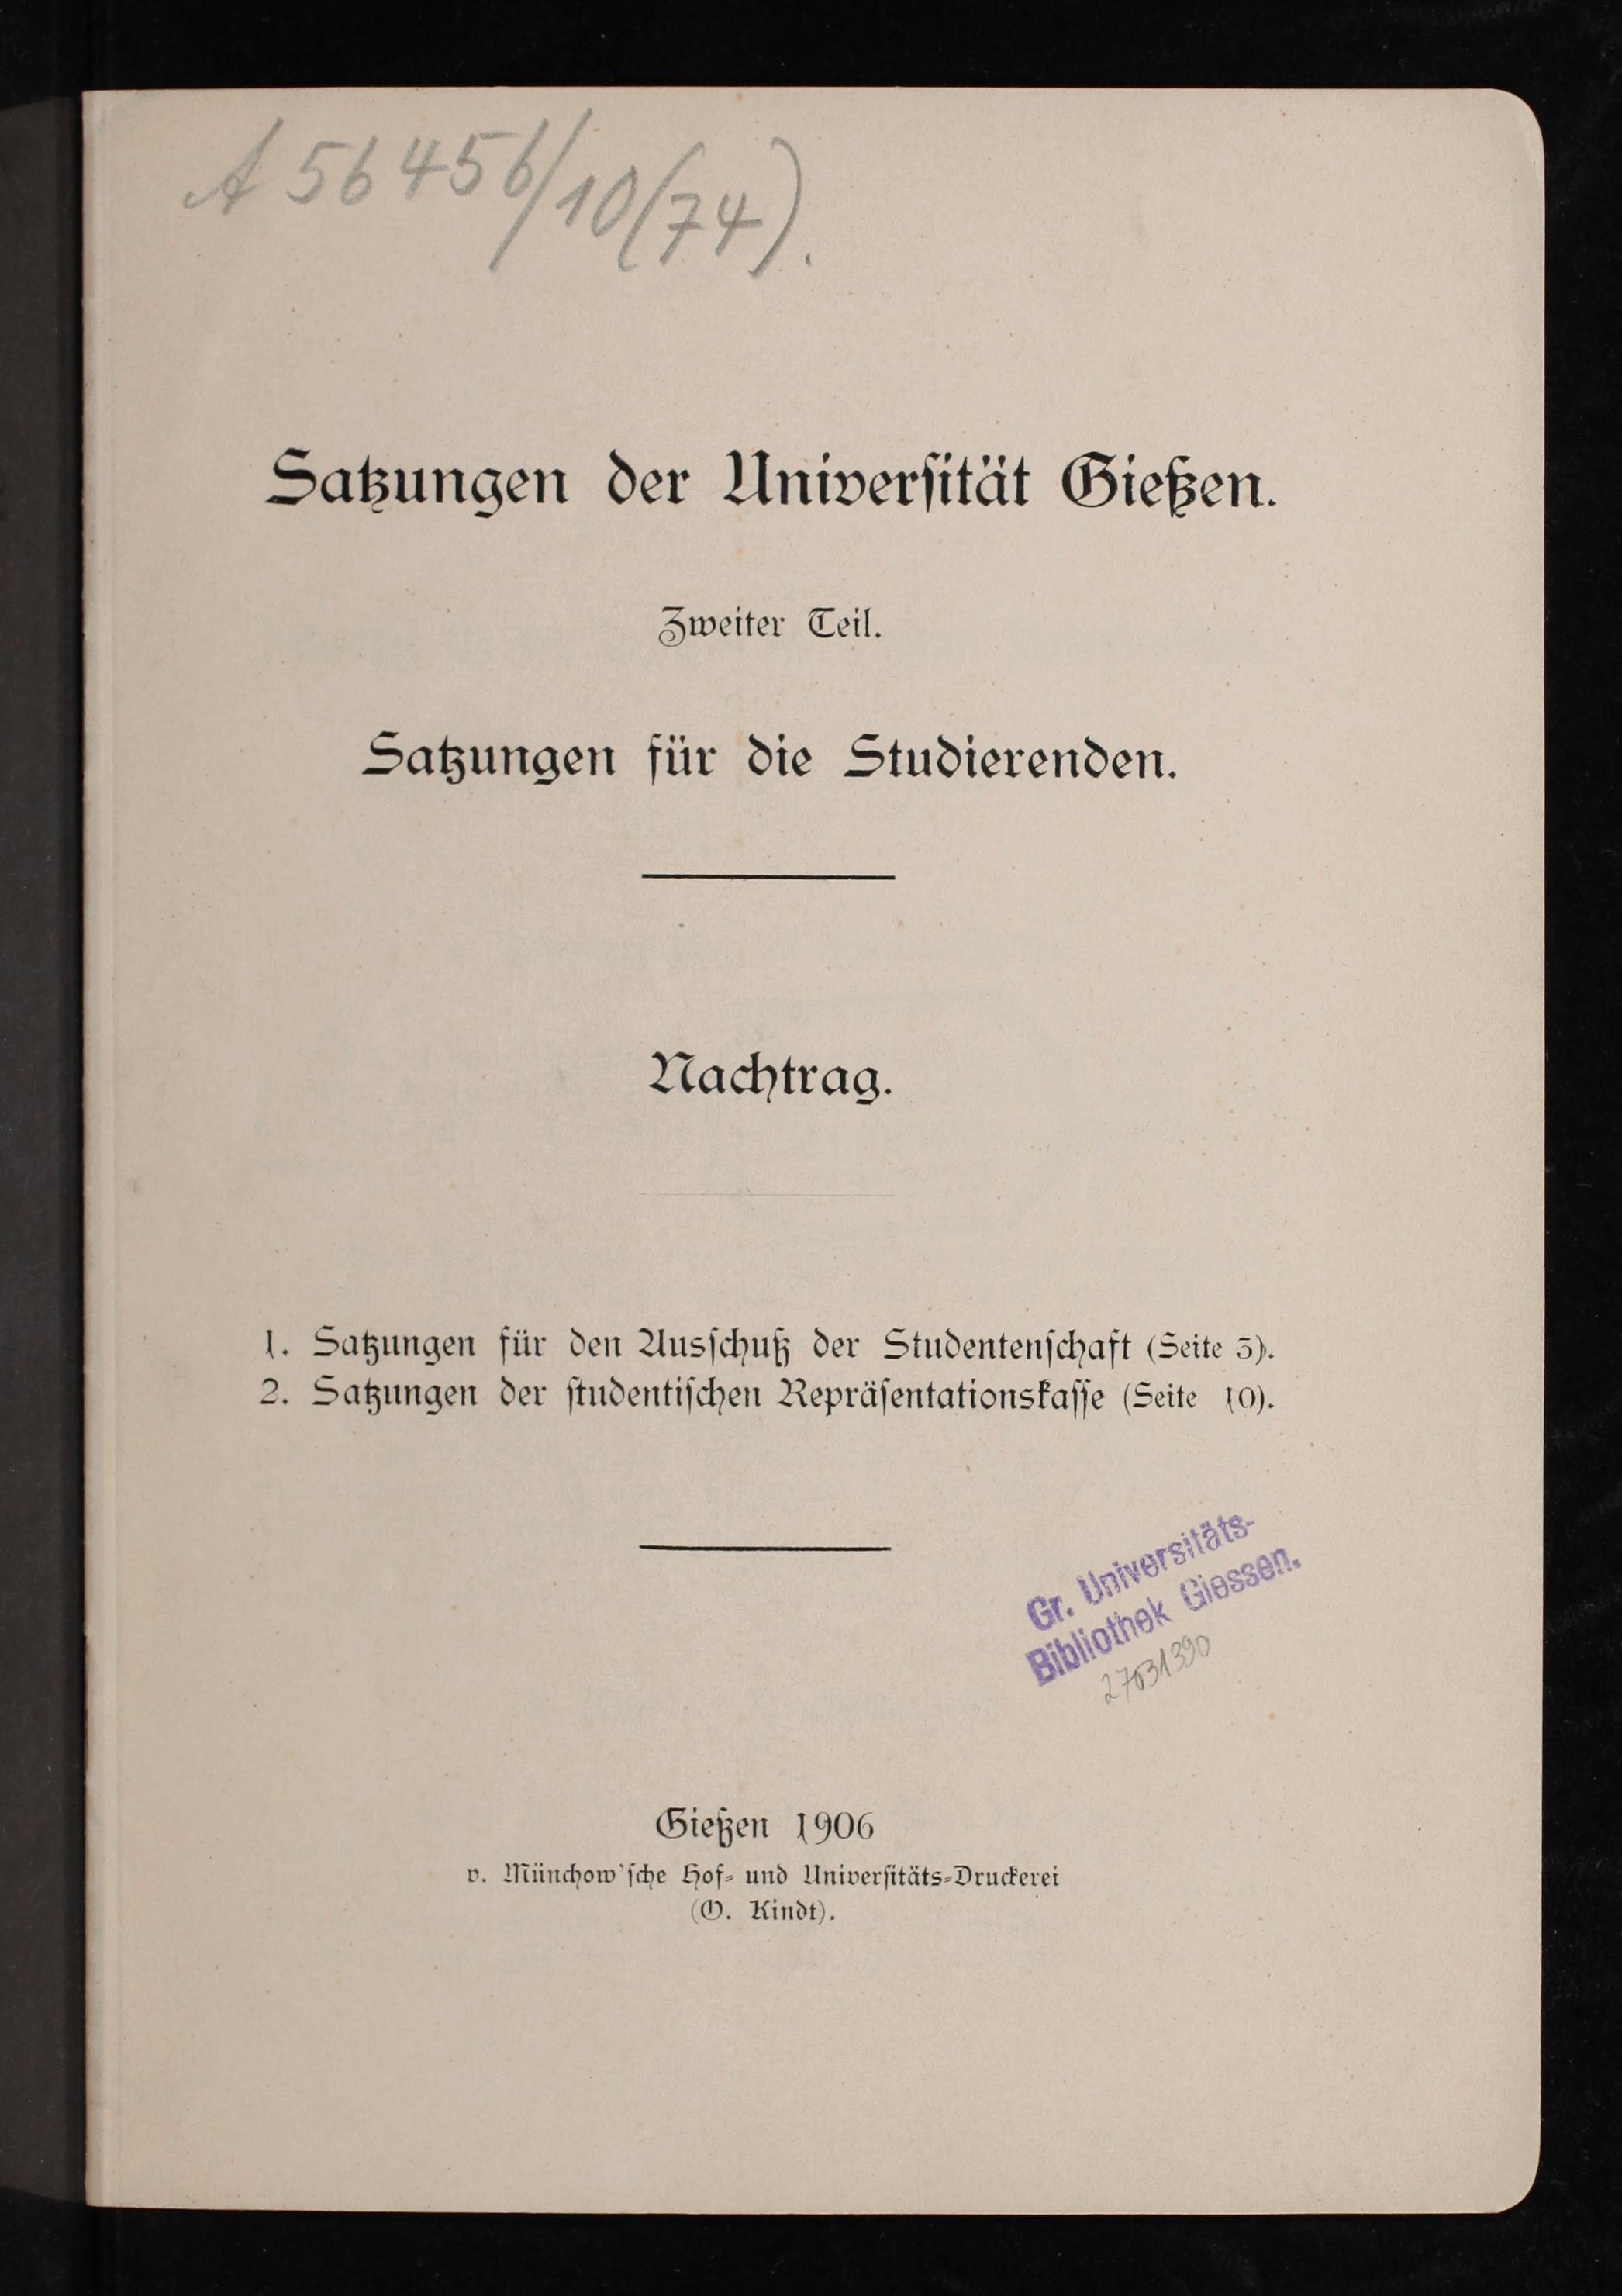 A 56456/10(74).
Satzungen der Universität Gießen.
Zweiter Teil.
Satzungen für die Studierenden.
Nachtrag.
1. Satzungen für den Ausschuß der Studentenschaft (Seite 3).
2. Satzungen der studentischen Repräsentationskasse (Seite 10).
Gr. Universitäts-
Bibliothek Giessen.
Gießen 1906
v. Münchow'sche Hof- und Universitäts-Druckerei
(O. Kindt).